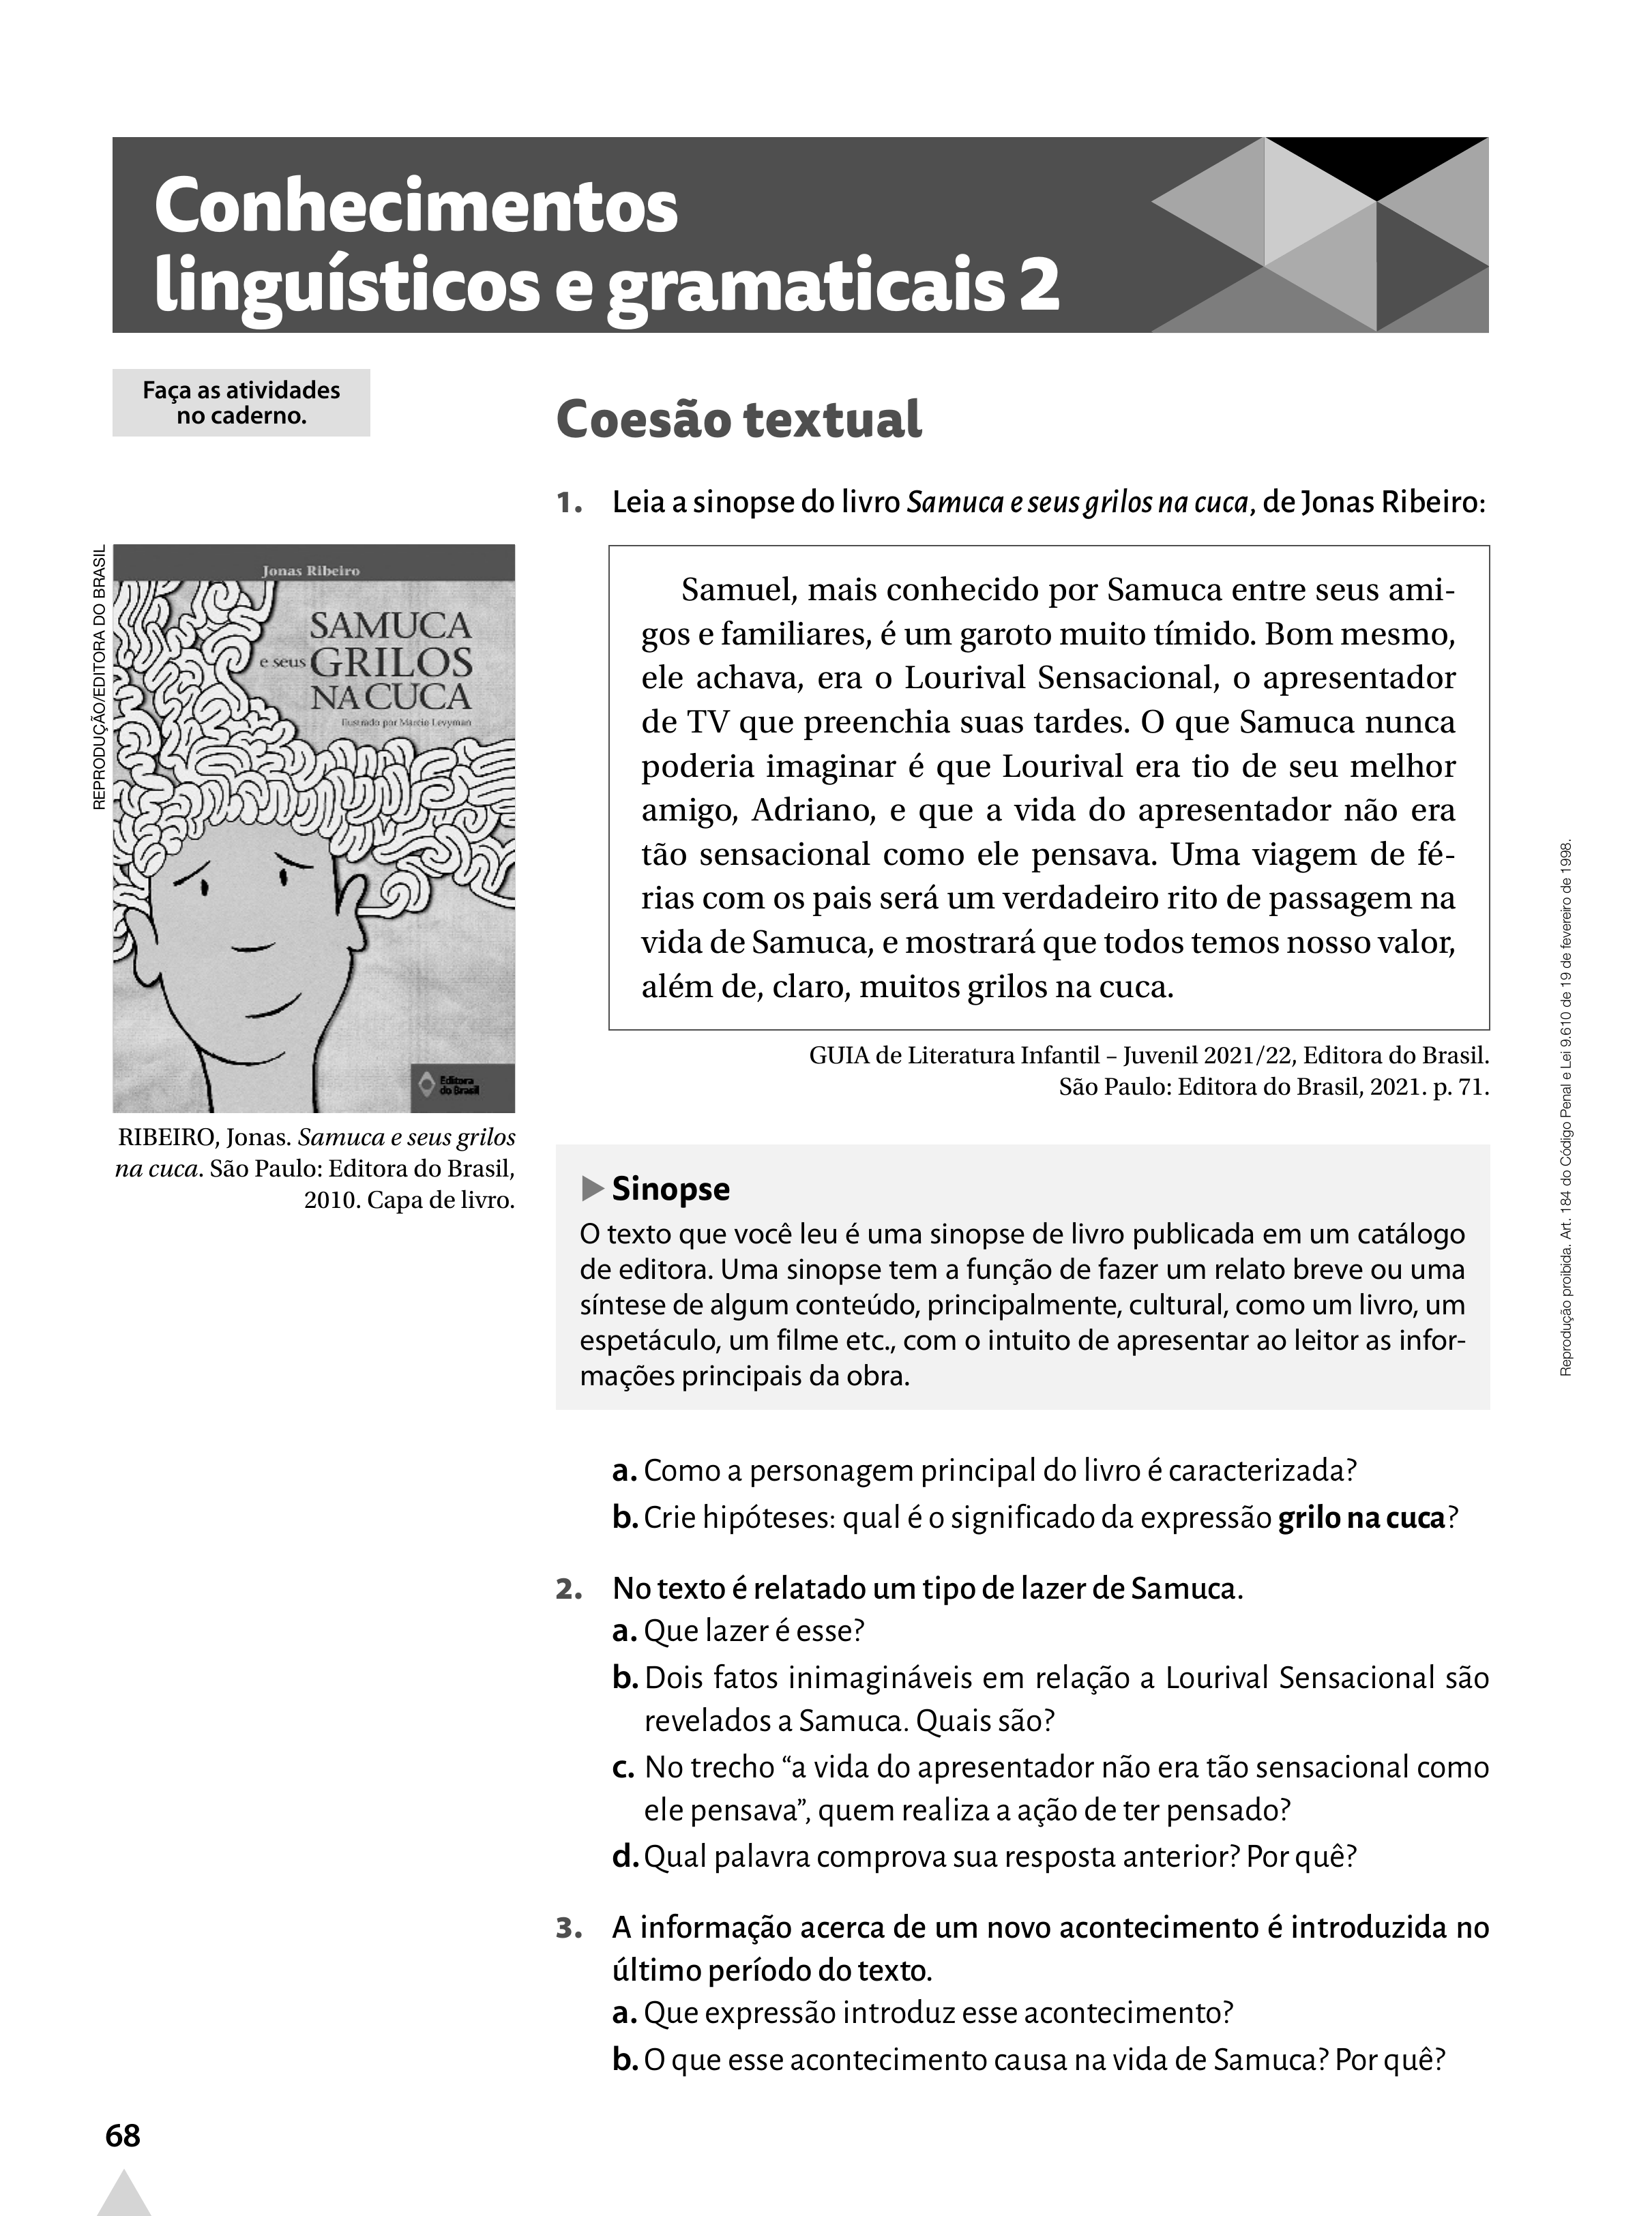 Conhecimentos
linguísticos e gramaticais 2
Faça as atividades
no caderno.
Coesão textual
1. Leia a sinopse do livro Samuca e seus grilos na cuca, de Jonas Ribeiro:
REPRODUÇÃO/EDITORA DO BRASIL
Jonas Ribeiro
SAMUCA
e seus GRILOS
NA CUCA
Ilustrado por Marcio Levyman
Editora
do Brasil
RIBEIRO, Jonas. Samuca e seus grilos
na cuca. São Paulo: Editora do Brasil,
2010. Capa de livro.
Samuel, mais conhecido por Samuca entre seus ami-
gos e familiares, é um garoto muito tímido. Bom mesmo,
ele achava, era o Lourival Sensacional, o apresentador
de TV que preenchia suas tardes. O que Samuca nunca
poderia imaginar é que Lourival era tio de seu melhor
amigo, Adriano, e que a vida do apresentador não era
tão sensacional como ele pensava. Uma viagem de fé-
rias com os pais será um verdadeiro rito de passagem na
vida de Samuca, e mostrará que todos temos nosso valor,
além de, claro, muitos grilos na cuca.
GUIA de Literatura Infantil – Juvenil 2021/22, Editora do Brasil.
São Paulo: Editora do Brasil, 2021. p. 71.
Sinopse
O texto que você leu é uma sinopse de livro publicada em um catálogo
de editora. Uma sinopse tem a função de fazer um relato breve ou uma
síntese de algum conteúdo, principalmente, cultural, como um livro, um
espetáculo, um filme etc., com o intuito de apresentar ao leitor as infor-
mações principais da obra.
a. Como a personagem principal do livro é caracterizada?
b. Crie hipóteses: qual é o significado da expressão grilo na cuca?
2. No texto é relatado um tipo de lazer de Samuca.
a. Que lazer é esse?
b. Dois fatos inimagináveis em relação a Lourival Sensacional são
revelados a Samuca. Quais são?
c. No trecho “a vida do apresentador não era tão sensacional como
ele pensava”, quem realiza a ação de ter pensado?
d. Qual palavra comprova sua resposta anterior? Por quê?
3. A informação acerca de um novo acontecimento é introduzida no
último período do texto.
a. Que expressão introduz esse acontecimento?
b. O que esse acontecimento causa na vida de Samuca? Por quê?
Reprodução proibida. Art. 184 do Código Penal e Lei 9.610 de 19 de fevereiro de 1998.
68